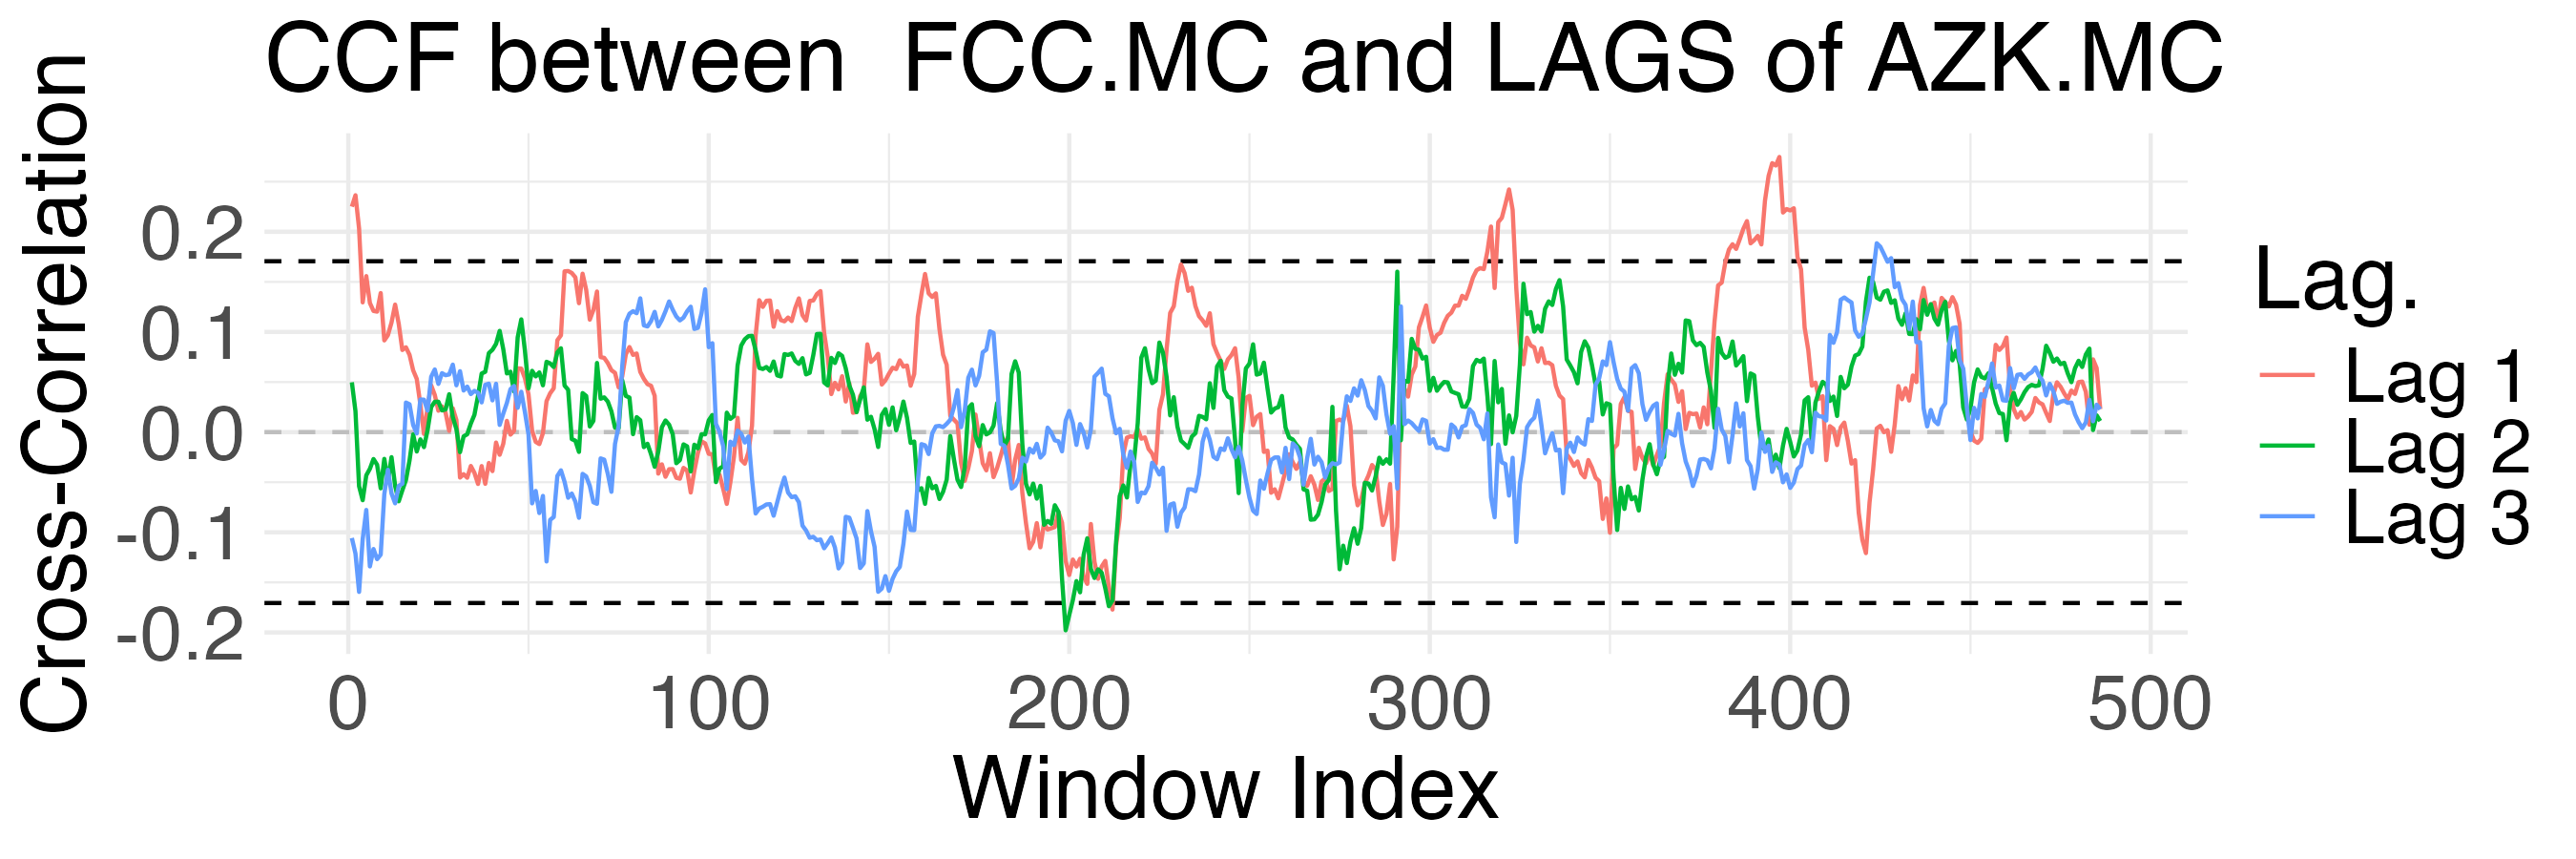 CCF between  FCC.MC and LAGS of AZK.MC
Cross-Correlation
0.2
0.1
0.0
-0.1
-0.2
0 100 200 300 400 500
Window Index
Lag.
Lag 1
Lag 2
Lag 3